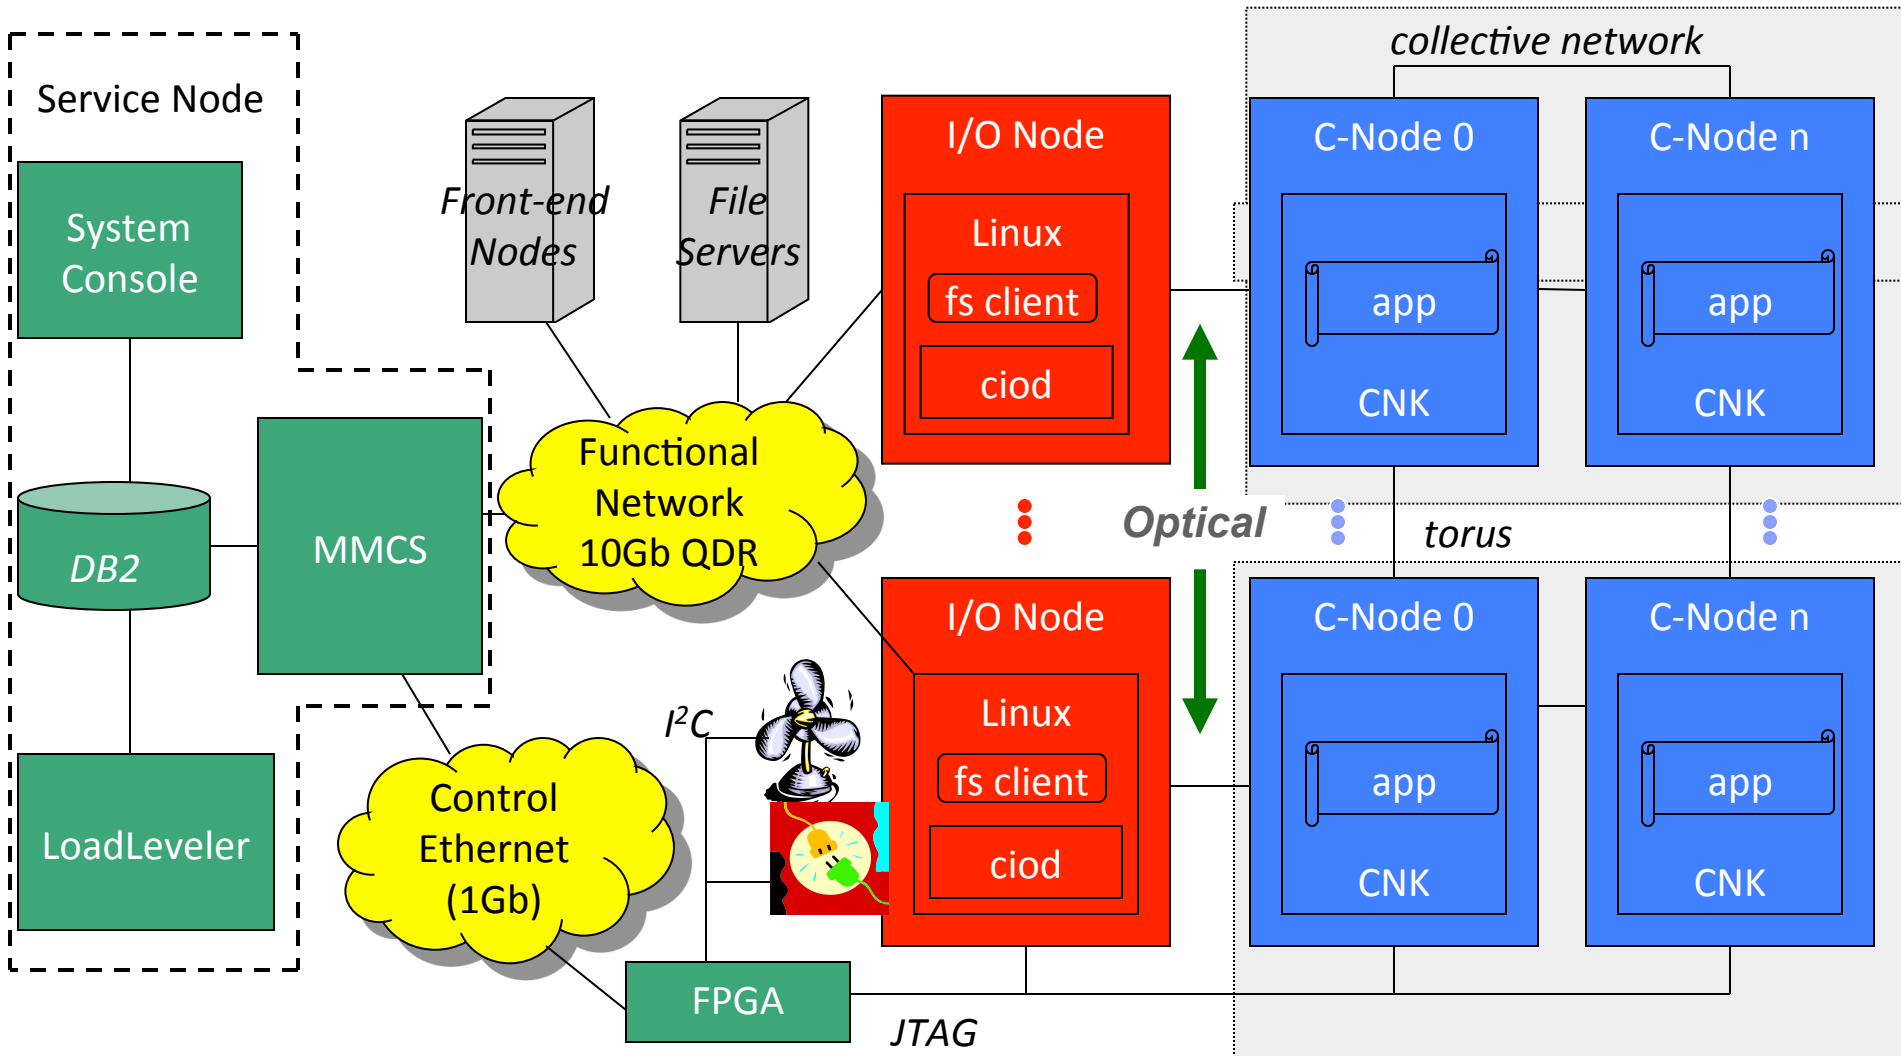 collective network
Service Node
System
Console
DB2
MMCS
LoadLeveler
Front-end
Nodes
File
Servers
Functional
Network
10Gb QDR
Control
Ethernet
(1Gb)
I²C
FPGA
JTAG
I/O Node
Linux
fs client
ciod
C-Node 0
app
CNK
C-Node n
app
CNK
Optical
torus
I/O Node
Linux
fs client
ciod
C-Node 0
app
CNK
C-Node n
app
CNK